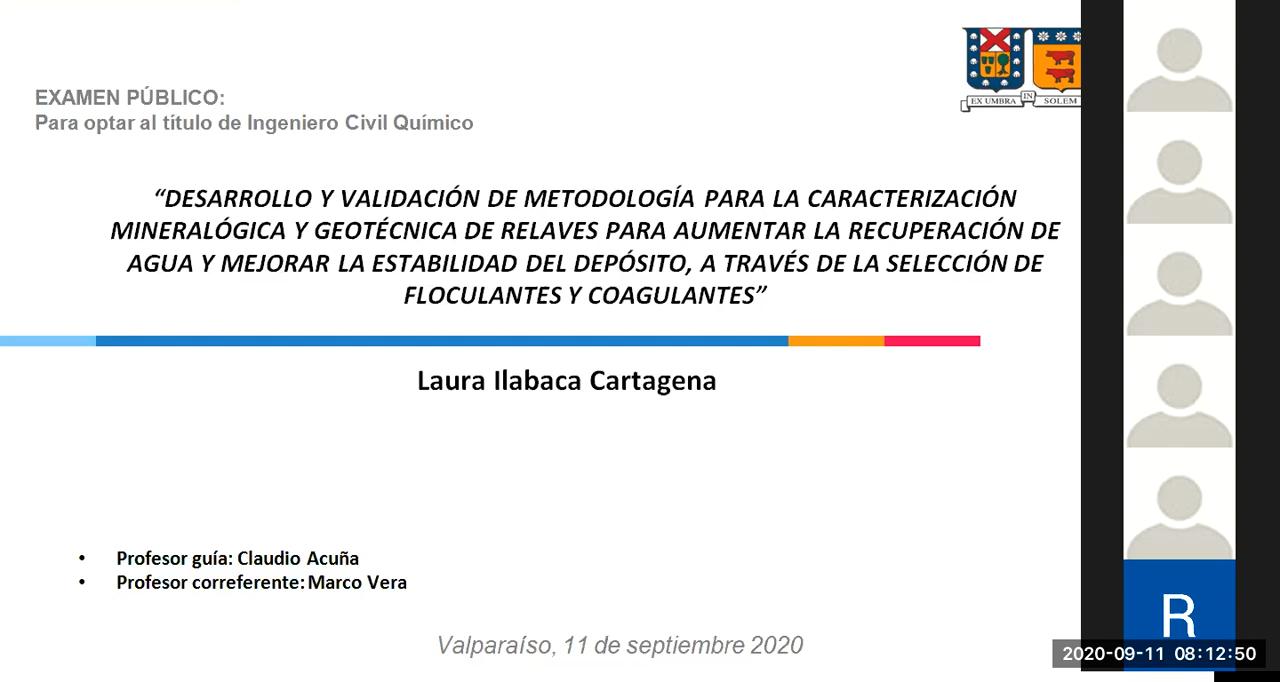 EX UMBRA IN SOLEM
EXAMEN PÚBLICO:
Para optar al título de Ingeniero Civil Químico
“DESARROLLO Y VALIDACIÓN DE METODOLOGÍA PARA LA CARACTERIZACIÓN
MINERALÓGICA Y GEOTÉCNICA DE RELAVES PARA AUMENTAR LA RECUPERACIÓN DE
AGUA Y MEJORAR LA ESTABILIDAD DEL DEPÓSITO, A TRAVÉS DE LA SELECCIÓN DE
FLOCULANTES Y COAGULANTES”
Laura Ilabaca Cartagena
• Profesor guía: Claudio Acuña
• Profesor correferente: Marco Vera
Valparaíso, 11 de septiembre 2020
R
2020-09-11 08:12:50